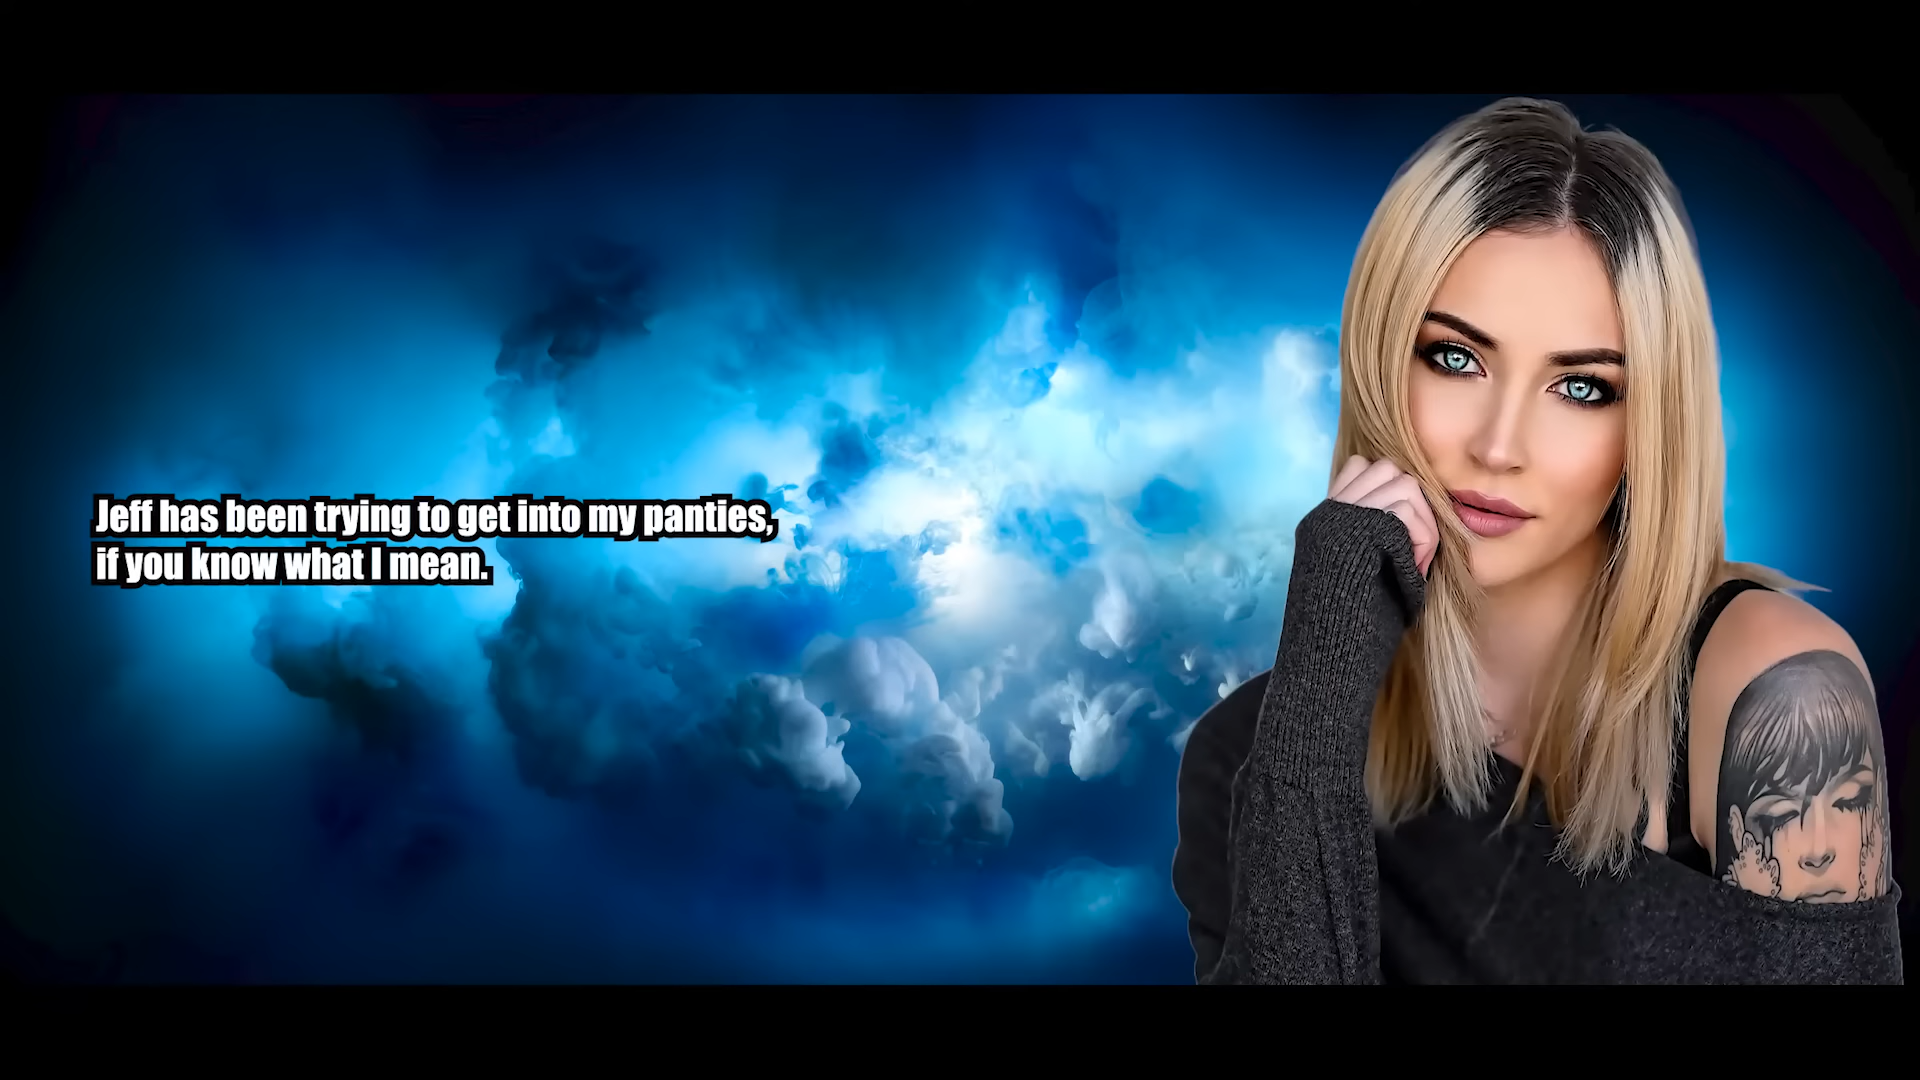 Jeff has been trying to get into my panties,
if you know what I mean.